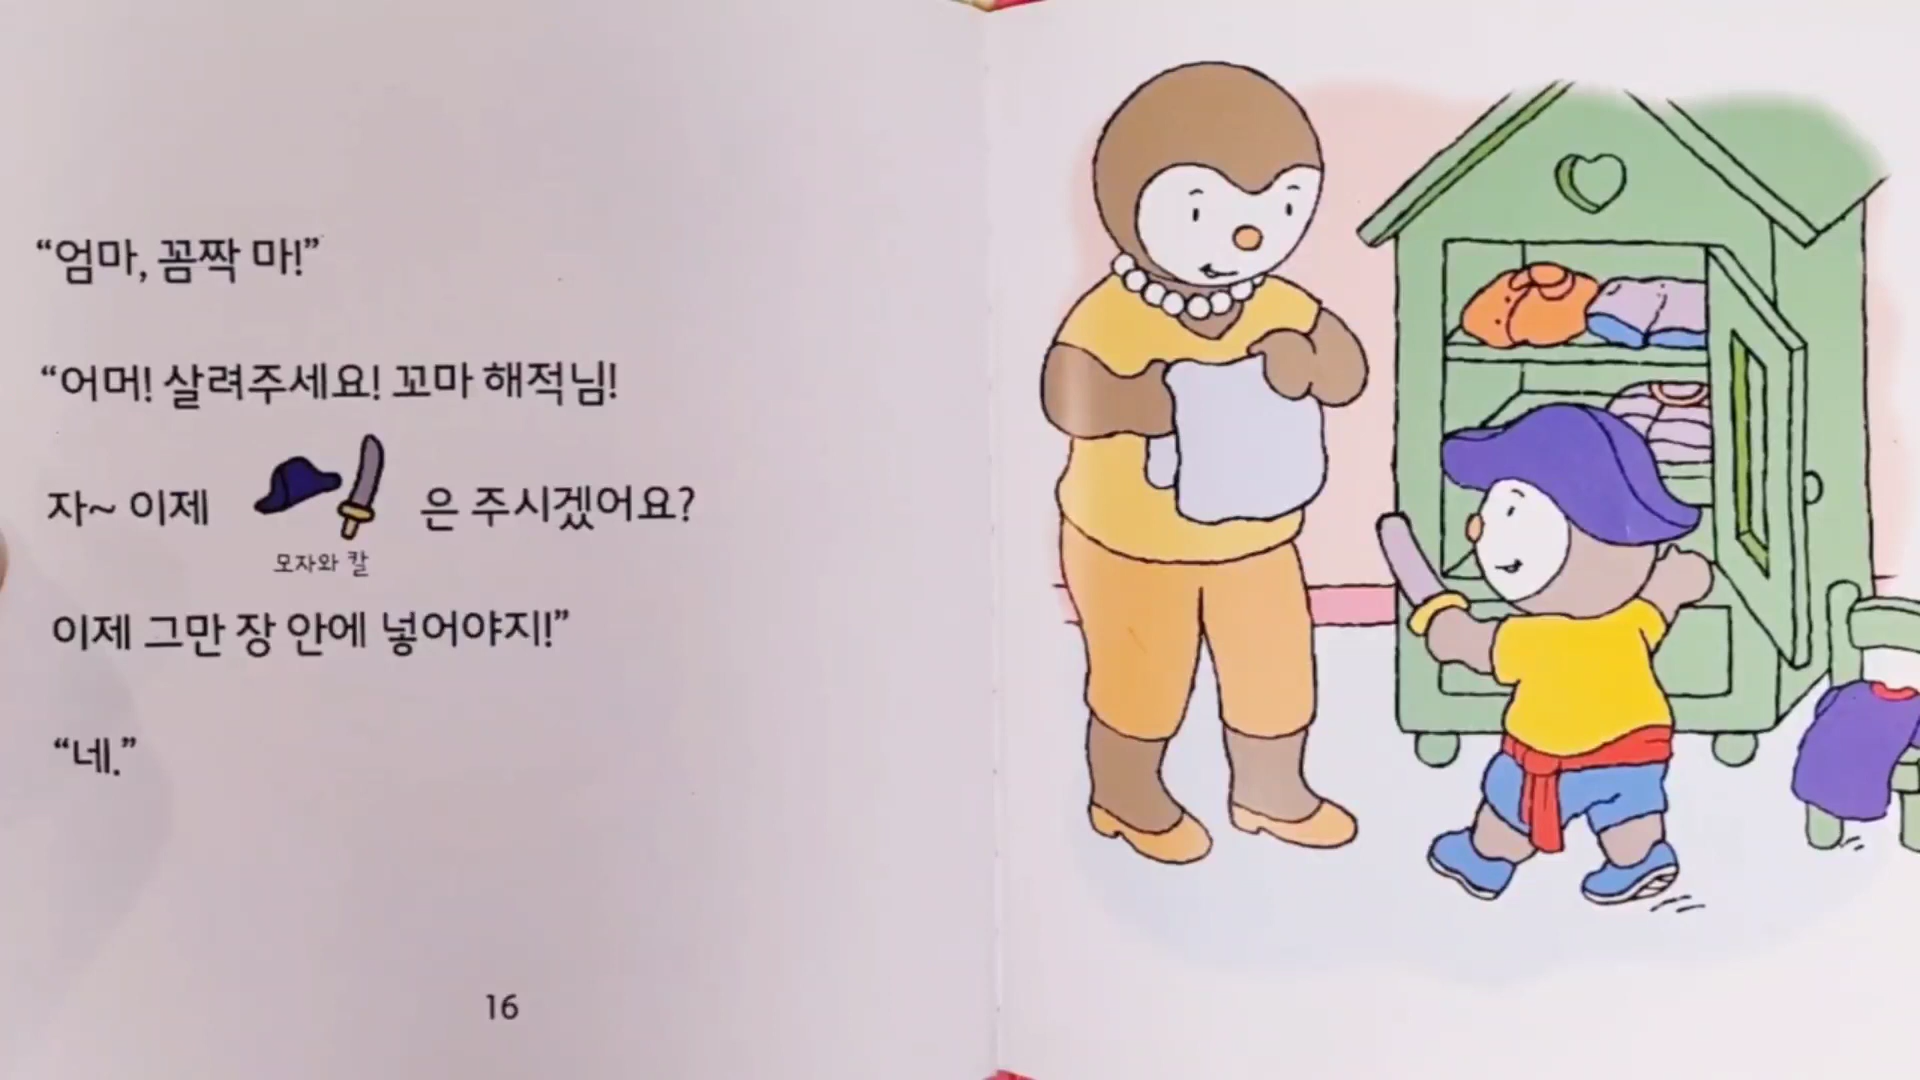 “엄마, 꼼짝 마!”
“어머! 살려주세요! 꼬마 해적님!
자~ 이제 은 주시겠어요?
모자와 칼
이제 그만 장 안에 넣어야지!”
“네.”
16